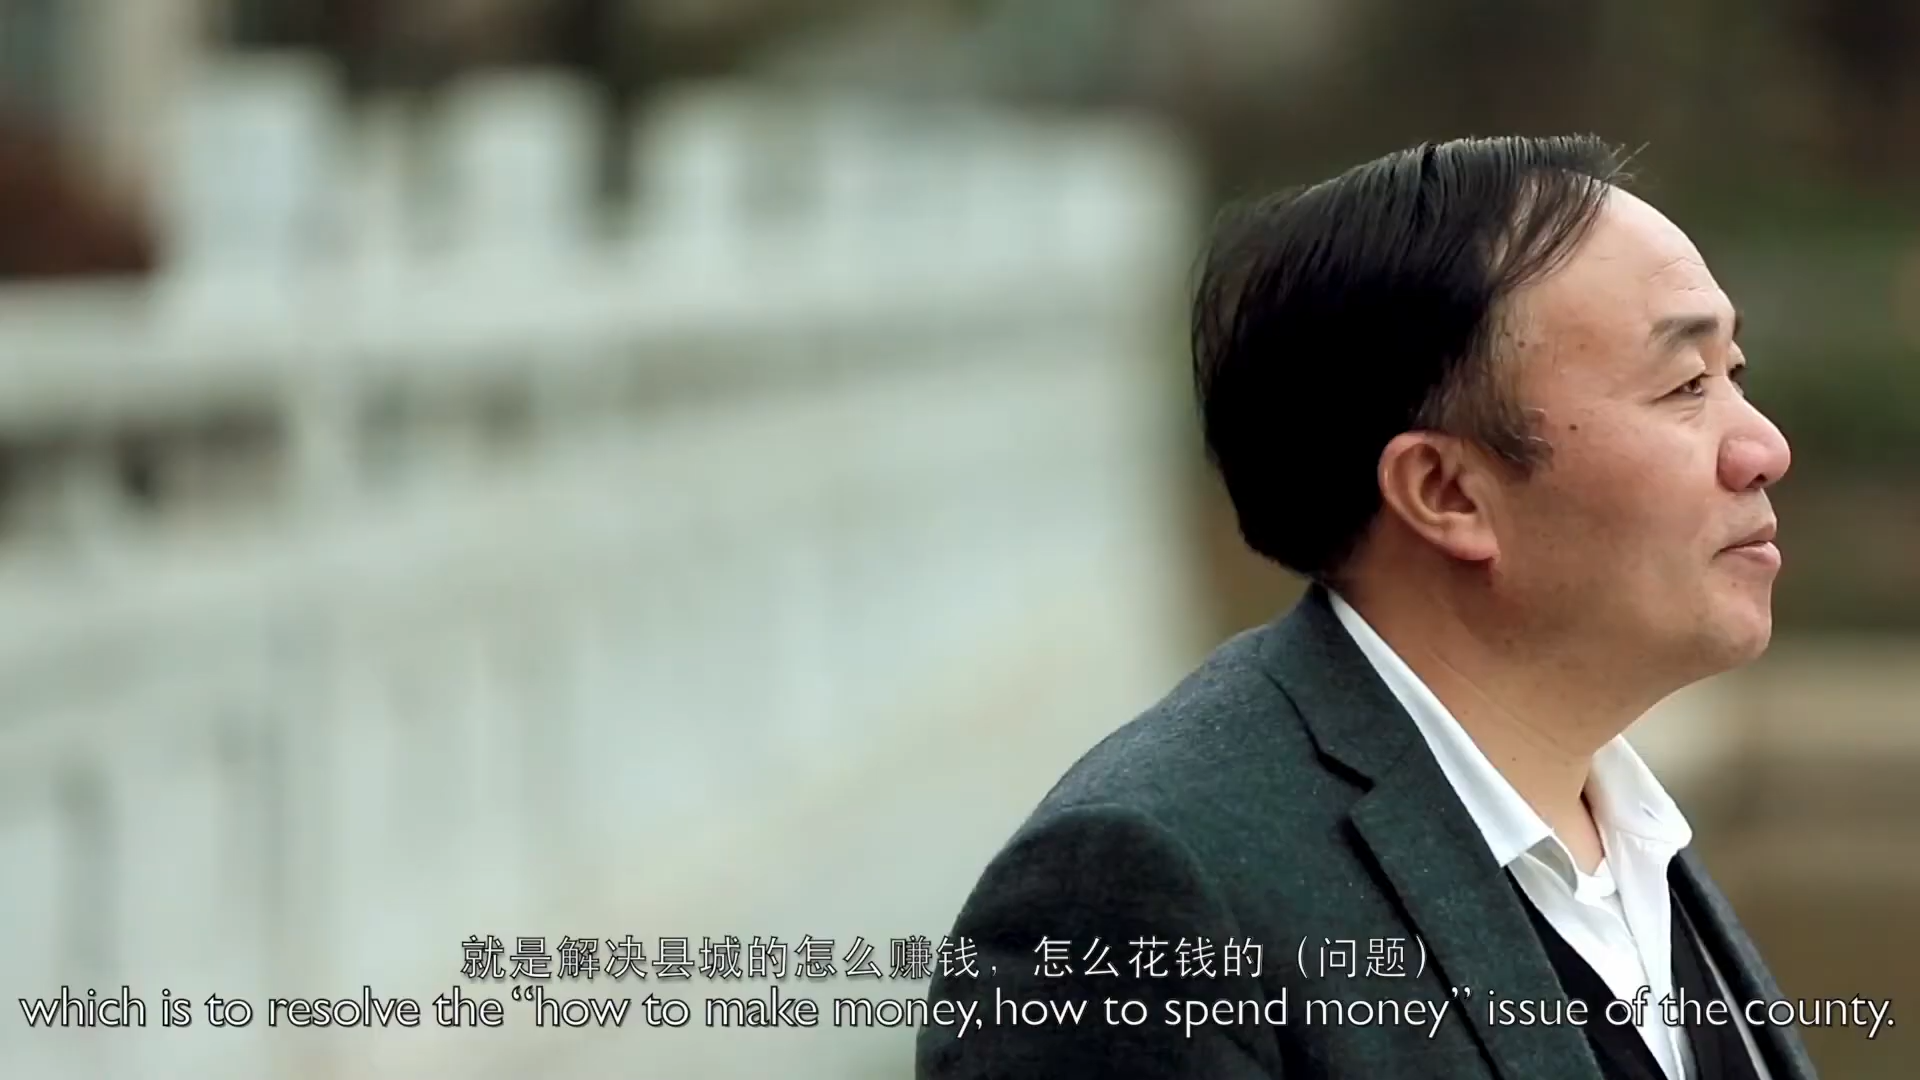 就是解决县城的怎么赚钱，怎么花钱的（问题）
which is to resolve the “how to make money, how to spend money” issue of the county.